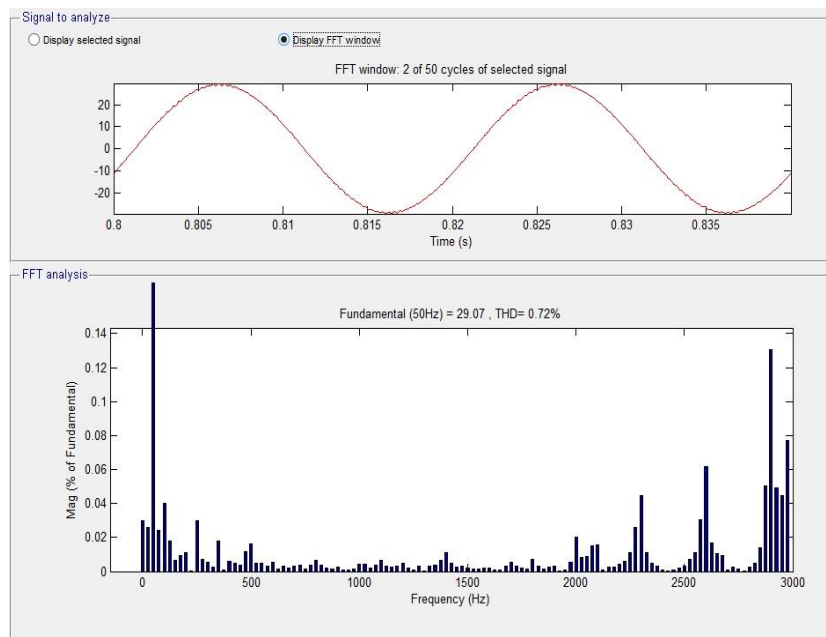 Signal to analyze
Display selected signal
Display FFT window
FFT window: 2 of 50 cycles of selected signal
20
10
0
-10
-20
0.8 0.805 0.81 0.815 0.82 0.825 0.83 0.835
Time (s)
FFT analysis
Fundamental (50Hz) = 29.07 , THD= 0.72%
0.14
0.12
0.1
0.08
0.06
0.04
0.02
0
Mag (% of Fundamental)
0 500 1000 1500 2000 2500 3000
Frequency (Hz)